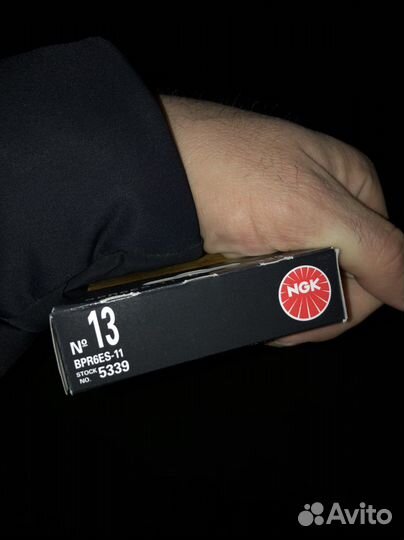 № 13
BPR6ES-11
STOCK NO. 5339
NGK
Avito